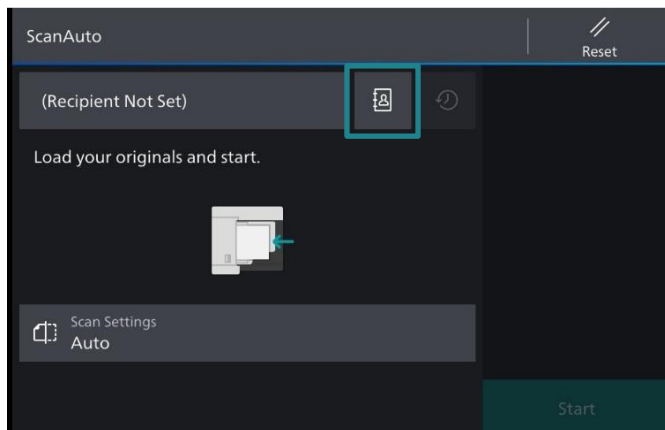 ScanAuto
Reset
(Recipient Not Set)
Load your originals and start.
Scan Settings
Auto
Start